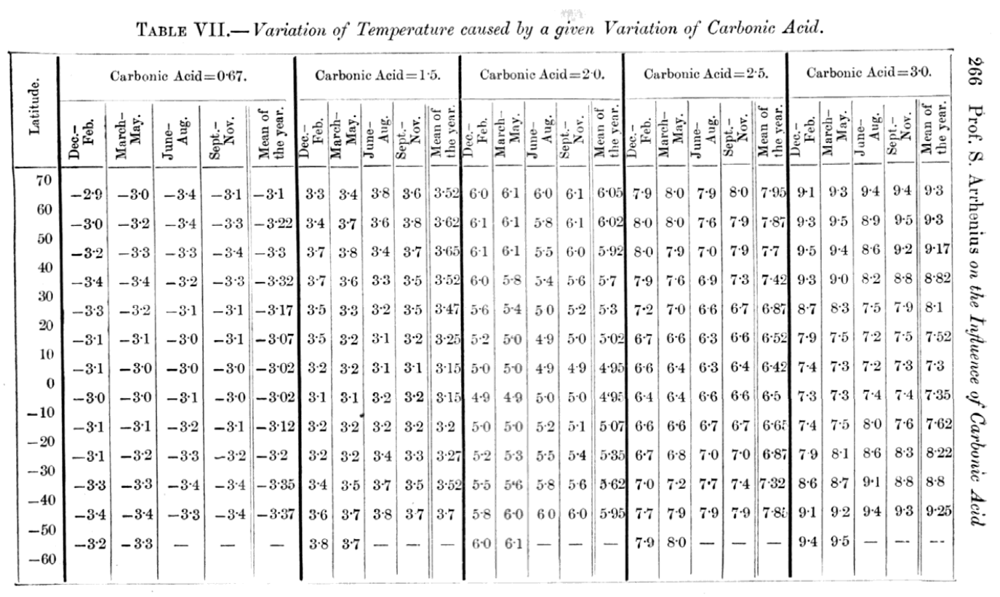 TABLE VII.—Variation of Temperature caused by a given Variation of Carbonic Acid.
Latitude. Carbonic Acid=0·67. Carbonic Acid=1·5. Carbonic Acid=2·0. Carbonic Acid=2·5. Carbonic Acid=3·0.
Dec.–Feb. March–May. June–Aug. Sept.–Nov. Mean of the year. Dec.–Feb. March–May. June–Aug. Sept.–Nov. Mean of the year. Dec.–Feb. March–May. June–Aug. Sept.–Nov. Mean of the year. Dec.–Feb. March–May. June–Aug. Sept.–Nov. Mean of the year. Dec.–Feb. March–May. June–Aug. Sept.–Nov. Mean of the year.
70
—2·9 —3·0 —3·4 —3·1 —3·1 3·3 3·4 3·8 3·6 3·52 6·0 6·1 6·0 6·1 6·05 7·9 8·0 7·9 8·0 7·95 9·1 9·3 9·4 9·4 9·3
60
—3·0 —3·2 —3·4 —3·3 —3·22 3·4 3·7 3·6 3·8 3·62 6·1 6·1 5·8 6·1 6·02 8·0 8·0 7·6 7·9 7·87 9·3 9·5 8·9 9·5 9·3
50
—3·2 —3·3 —3·3 —3·4 —3·3 3·7 3·8 3·4 3·7 3·65 6·1 6·1 5·5 6·0 5·92 8·0 7·9 7·0 7·9 7·7 9·5 9·4 8·6 9·2 9·17
40
—3·4 —3·4 —3·2 —3·3 —3·32 3·7 3·6 3·3 3·5 3·52 6·0 5·8 5·4 5·6 5·7 7·9 7·6 6·9 7·3 7·42 9·3 9·0 8·2 8·8 8·82
30
—3·3 —3·2 —3·1 —3·1 —3·17 3·5 3·3 3·2 3·5 3·47 5·6 5·4 5 0 5·2 5·3 7·2 7·0 6·6 6·7 6·87 8·7 8·3 7·5 7·9 8·1
20
—3·1 —3·1 —3·0 —3·1 —3·07 3·5 3·2 3·1 3·2 3·25 5·2 5·0 4·9 5·0 5·02 6·7 6·6 6·3 6·6 6·52 7·9 7·5 7·2 7·5 7·52
10
—3·1 —3·0 —3·0 —3·0 —3·02 3·2 3·2 3·1 3·1 3·15 5·0 5·0 4·9 4·9 4·95 6·6 6·4 6·3 6·4 6·42 7·4 7·3 7·2 7·3 7·3
0
—3·0 —3·0 —3·1 —3·0 —3·02 3·1 3·1 3·2 3·2 3·15 4·9 4·9 5·0 5·0 4·95 6·4 6·4 6·6 6·6 6·5 7·3 7·3 7·4 7·4 7·35
—10
—3·1 —3·1 —3·2 —3·1 —3·12 3·2 3·2 3·2 3·2 3·2 5·0 5·0 5·2 5·1 5·07 6·6 6·6 6·7 6·7 6·65 7·4 7·5 8·0 7·6 7·62
—20
—3·1 —3·2 —3·3 —3·2 —3·2 3·2 3·2 3·4 3·3 3·27 5·2 5·3 5·5 5·4 5·35 6·7 6·8 7·0 7·0 6·87 7·9 8·1 8·6 8·3 8·22
—30
—3·3 —3·3 —3·4 —3·4 —3·35 3·4 3·5 3·7 3·5 3·52 5·5 5·6 5·8 5·6 5·62 7·0 7·2 7·7 7·4 7·32 8·6 8·7 9·1 8·8 8·8
—40
—3·4 —3·4 —3·3 —3·4 —3·37 3·6 3·7 3·8 3·7 3·7 5·8 6·0 6 0 6·0 5·95 7·7 7·9 7·9 7·9 7·85 9·1 9·2 9·4 9·3 9·25
—50
—3·2 —3·3 — — — 3·8 3·7 — — — 6·0 6·1 — — — 7·9 8·0 — — — 9·4 9·5 — — —
—60
266 Prof. S. Arrhenius on the Influence of Carbonic Acid